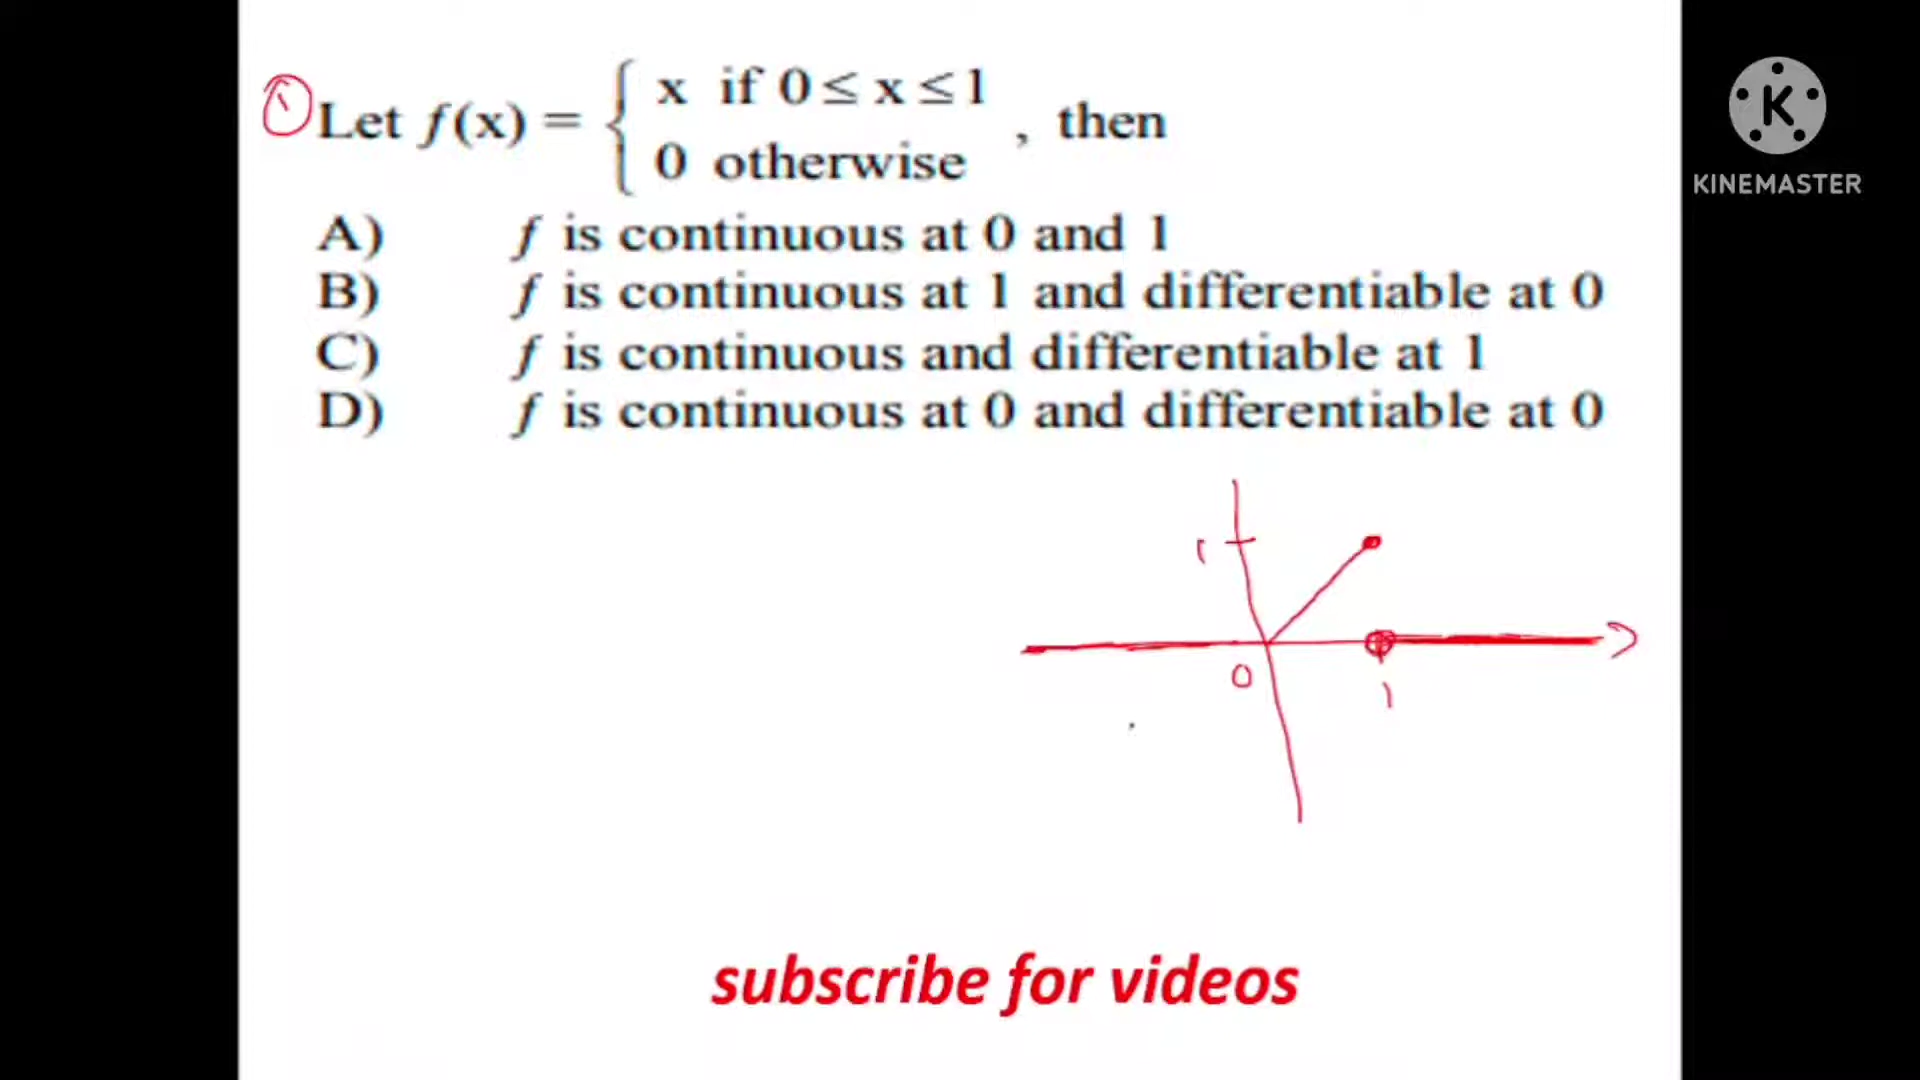 1 Let f(x) = { x if 0 ≤ x ≤ 1
0 otherwise , then
A) f is continuous at 0 and 1
B) f is continuous at 1 and differentiable at 0
C) f is continuous and differentiable at 1
D) f is continuous at 0 and differentiable at 0
1
0
1
subscribe for videos
K
KINEMASTER